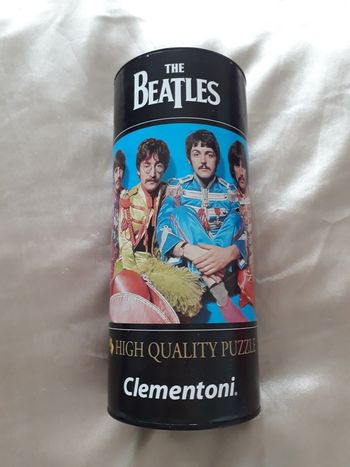 THE
BEATLES
HIGH QUALITY PUZZLE
Clementoni.